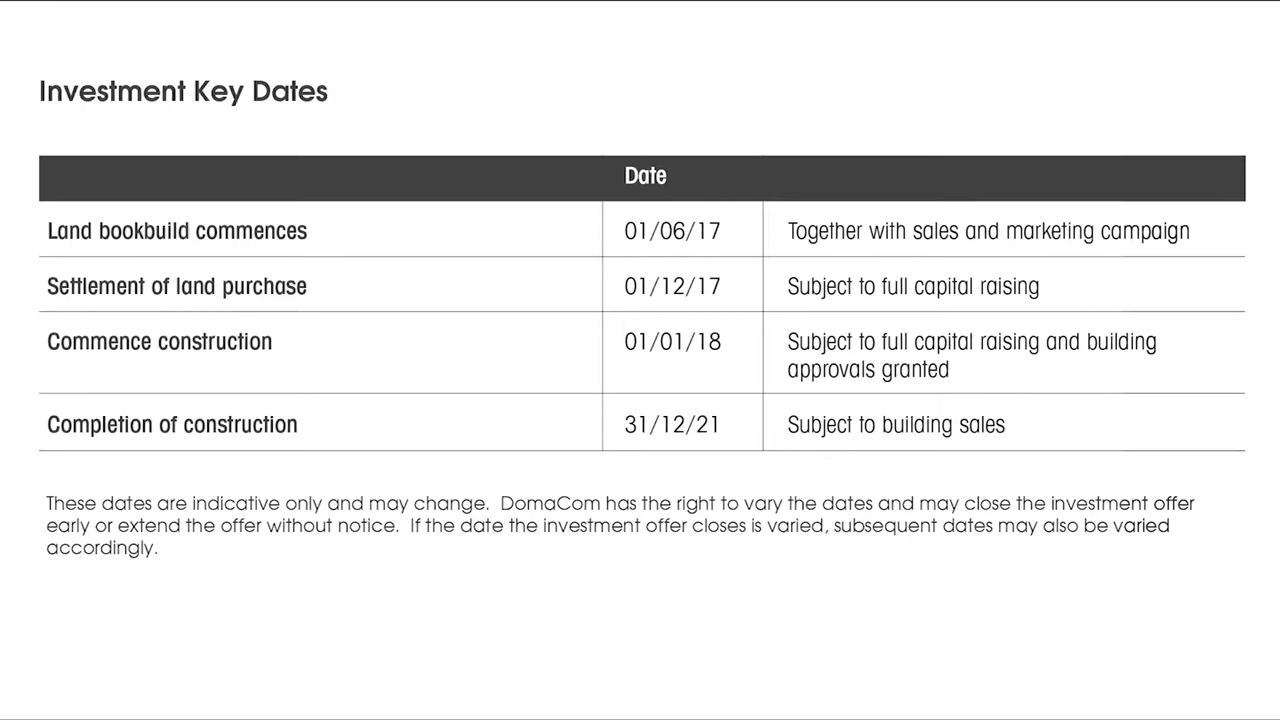 Investment Key Dates
Date
Land bookbuild commences 01/06/17 Together with sales and marketing campaign
Settlement of land purchase 01/12/17 Subject to full capital raising
Commence construction 01/01/18 Subject to full capital raising and building
approvals granted
Completion of construction 31/12/21 Subject to building sales
These dates are indicative only and may change.  DomaCom has the right to vary the dates and may close the investment offer
early or extend the offer without notice.  If the date the investment offer closes is varied, subsequent dates may also be varied
accordingly.